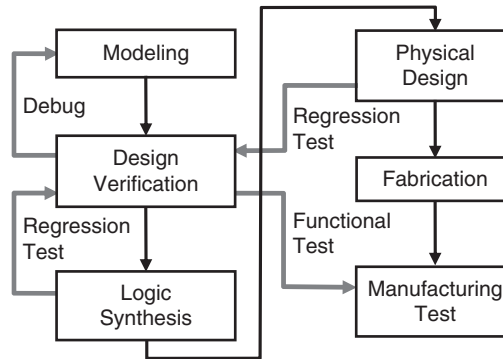 Modeling
Debug
Design
Verification
Regression
Test
Logic
Synthesis
Physical
Design
Regression
Test
Fabrication
Functional
Test
Manufacturing
Test